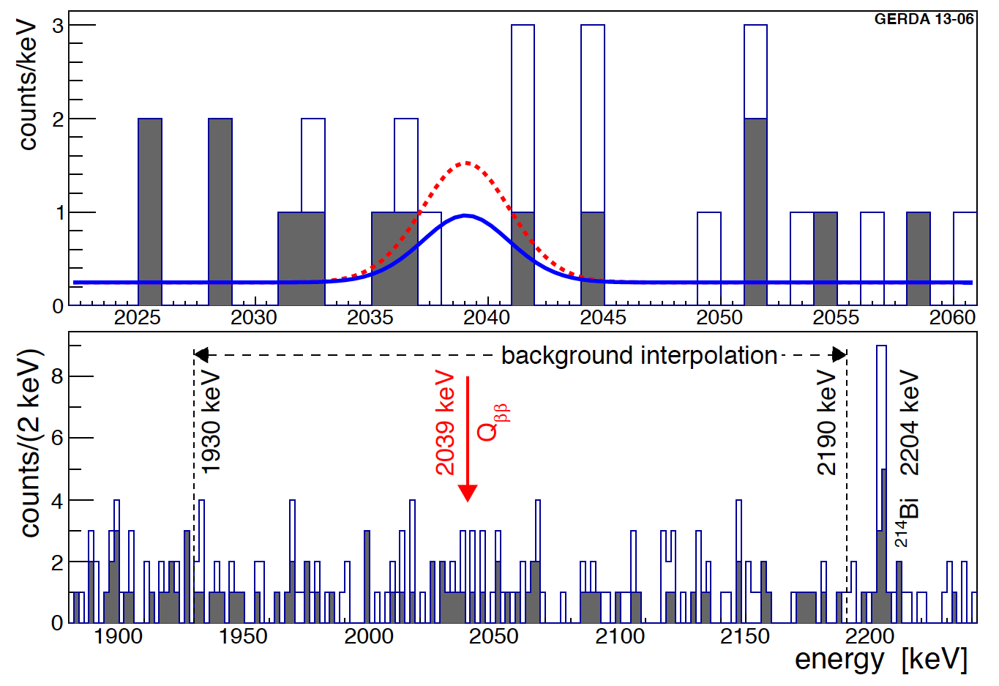 GERDA 13-06
counts/keV
3
2
1
0
2025 2030 2035 2040 2045 2050 2055 2060
background interpolation
counts/(2 keV)
8
6
4
2
0
1930 keV
2039 keV
Qββ
2190 keV
214Bi 2204 keV
1900 1950 2000 2050 2100 2150 2200
energy [keV]